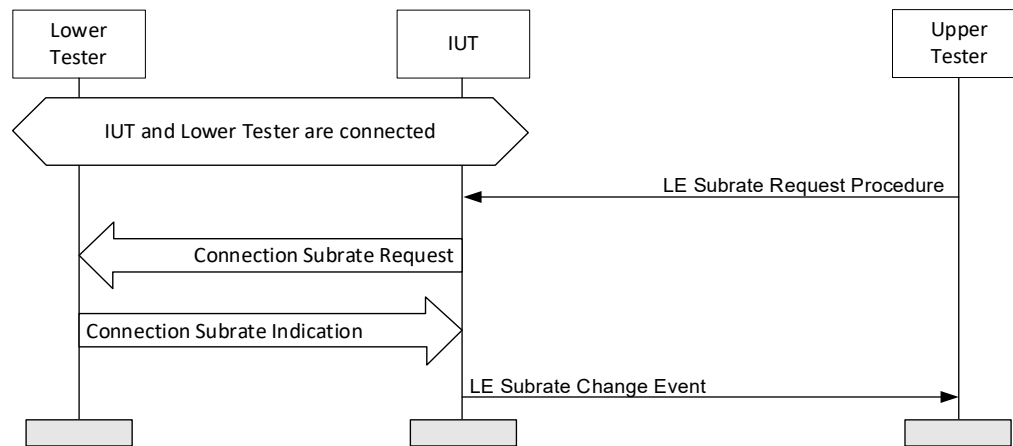 Lower
Tester
IUT
Upper
Tester
IUT and Lower Tester are connected
LE Subrate Request Procedure
Connection Subrate Request
Connection Subrate Indication
LE Subrate Change Event